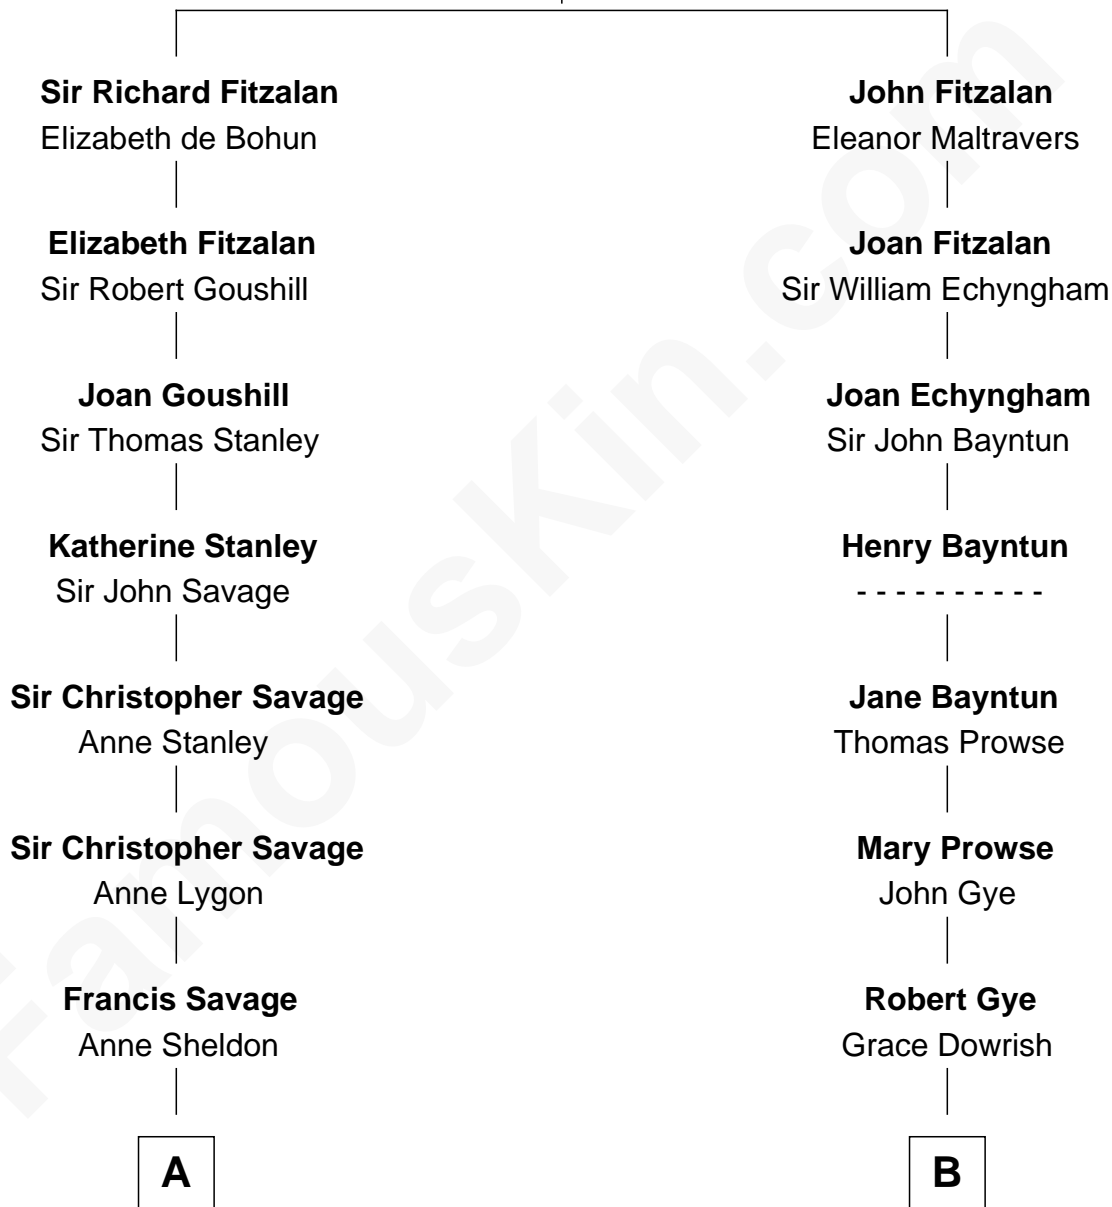 Sir Richard Fitzalan
Elizabeth de Bohun
Elizabeth Fitzalan
Sir Robert Goushill
Joan Goushill
Sir Thomas Stanley
Katherine Stanley
Sir John Savage
Sir Christopher Savage
Anne Stanley
Sir Christopher Savage
Anne Lygon
Francis Savage
Anne Sheldon
A
John Fitzalan
Eleanor Maltravers
Joan Fitzalan
Sir William Echyngham
Joan Echyngham
Sir John Bayntun
Henry Bayntun
- - - - - - - - - -
Jane Bayntun
Thomas Prowse
Mary Prowse
John Gye
Robert Gye
Grace Dowrish
B
FamousKin.com